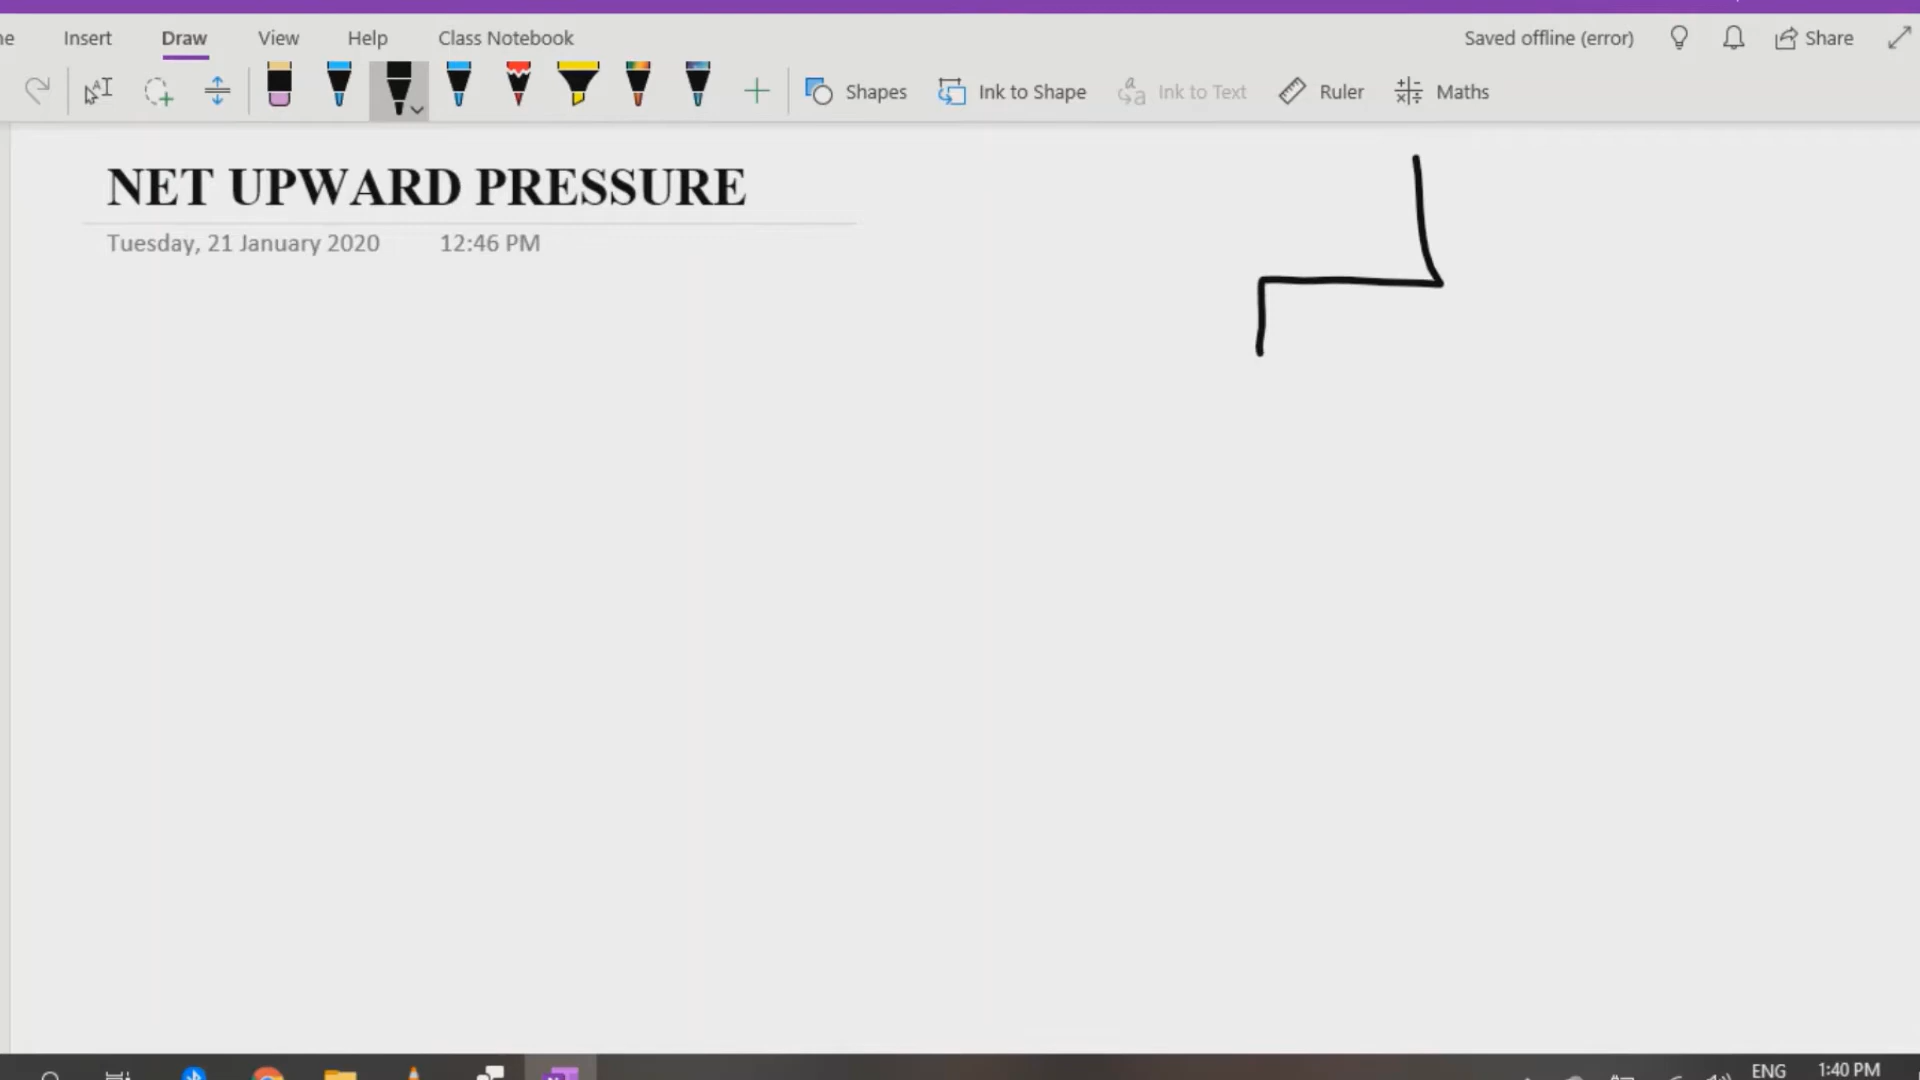 Insert Draw View Help Class Notebook Saved offline (error) Share
Shapes Ink to Shape Ink to Text Ruler Maths
NET UPWARD PRESSURE
Tuesday, 21 January 2020 12:46 PM
ENG 1:40 PM